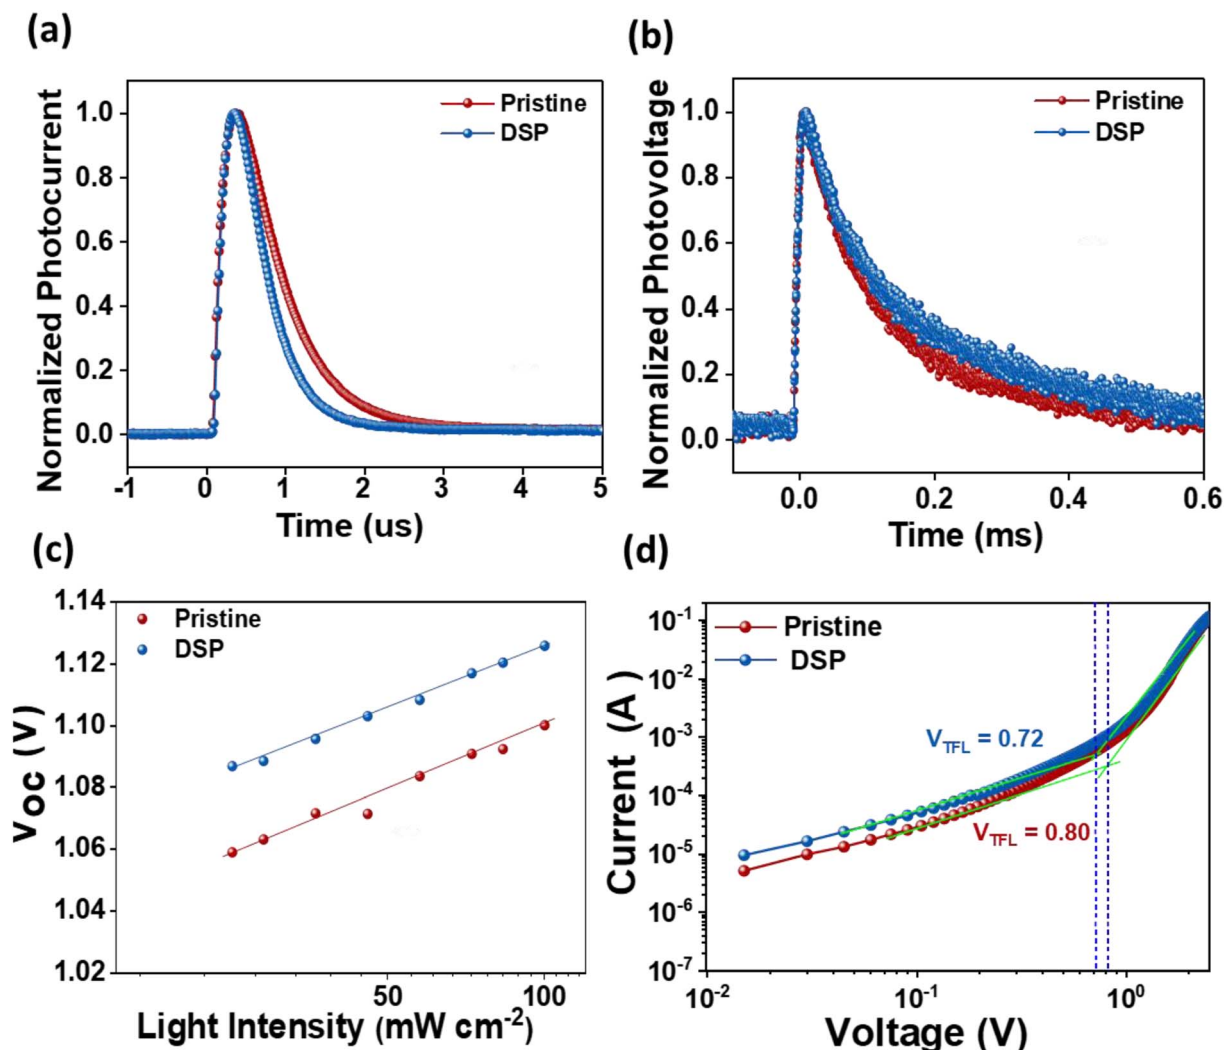 (a)
Normalized Photocurrent
1.0
0.8
0.6
0.4
0.2
0.0
Pristine
DSP
-1 0 1 2 3 4 5
Time (us)
(b)
Normalized Photovoltage
1.0
0.8
0.6
0.4
0.2
0.0
Pristine
DSP
0.0 0.2 0.4 0.6
Time (ms)
(c)
Voc (V)
1.14
1.12
1.10
1.08
1.06
1.04
1.02
Pristine
DSP
50 100
Light Intensity (mW cm⁻²)
(d)
Current (A)
10⁻¹
10⁻²
10⁻³
10⁻⁴
10⁻⁵
10⁻⁶
10⁻⁷
Pristine
DSP
V_TFL = 0.72
V_TFL = 0.80
10⁻² 10⁻¹ 10⁰
Voltage (V)